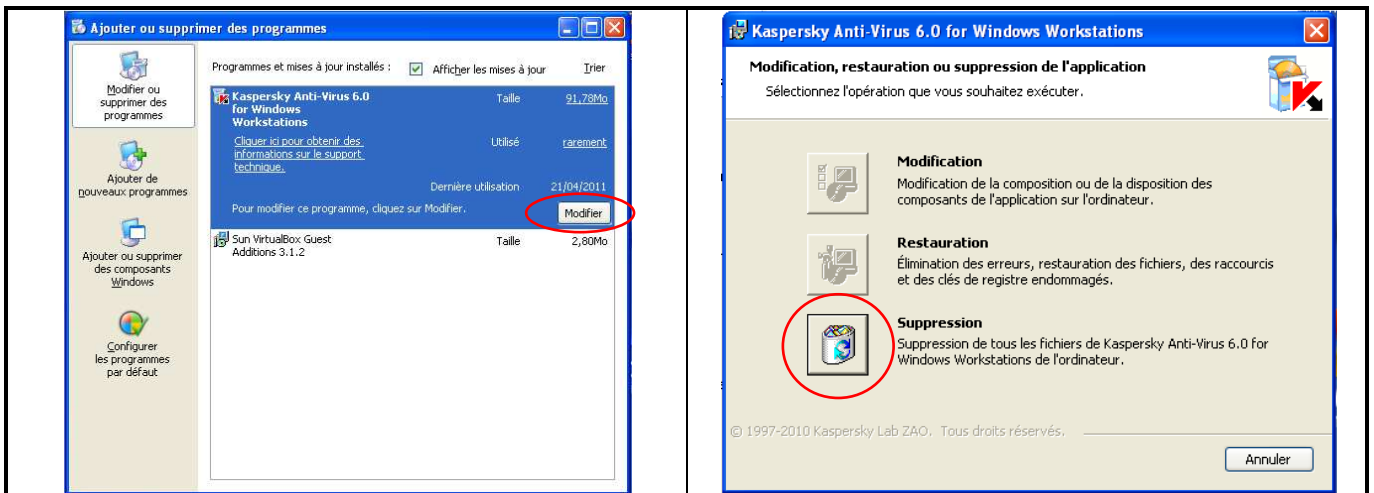 Ajouter ou supprimer des programmes
Modifier ou
supprimer des
programmes
Ajouter de
nouveaux programmes
Ajouter ou supprimer
des composants
Windows
Configurer
les programmes
par défaut
Programmes et mises à jour installés : Afficher les mises à jour Trier
Kaspersky Anti-Virus 6.0 Taille 91,78Mo
for Windows
Workstations
Cliquer ici pour obtenir des Utilisé rarement
informations sur le support
technique.
Dernière utilisation 21/04/2011
Pour modifier ce programme, cliquez sur Modifier. Modifier
Sun VirtualBox Guest Taille 2,80Mo
Additions 3.1.2
Kaspersky Anti-Virus 6.0 for Windows Workstations
Modification, restauration ou suppression de l'application
Sélectionnez l'opération que vous souhaitez exécuter.
Modification
Modification de la composition ou de la disposition des
composants de l'application sur l'ordinateur.
Restauration
Élimination des erreurs, restauration des fichiers, des raccourcis
et des clés de registre endommagés.
Suppression
Suppression de tous les fichiers de Kaspersky Anti-Virus 6.0 for
Windows Workstations de l'ordinateur.
© 1997-2010 Kaspersky Lab ZAO. Tous droits réservés.
Annuler